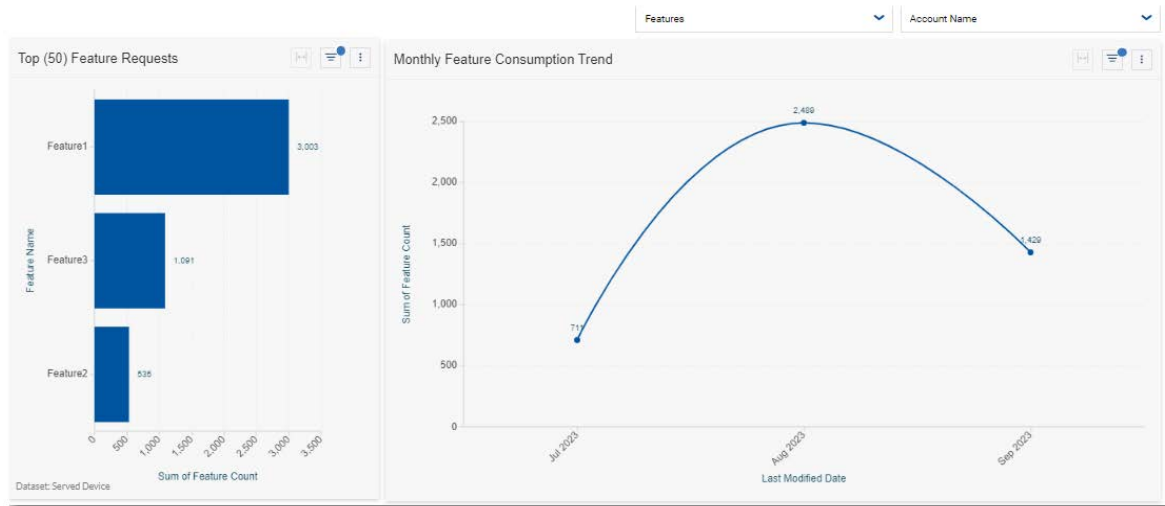 Features
Account Name
Top (50) Feature Requests
Feature1
3,003
Feature3
1,091
Feature2
535
Feature Name
0
500
1,000
1,500
2,000
2,500
3,000
3,500
Sum of Feature Count
Dataset: Served Device
Monthly Feature Consumption Trend
2,500
2,000
1,500
1,000
500
0
Sum of Feature Count
711
2,489
1,429
Jul 2023
Aug 2023
Sep 2023
Last Modified Date